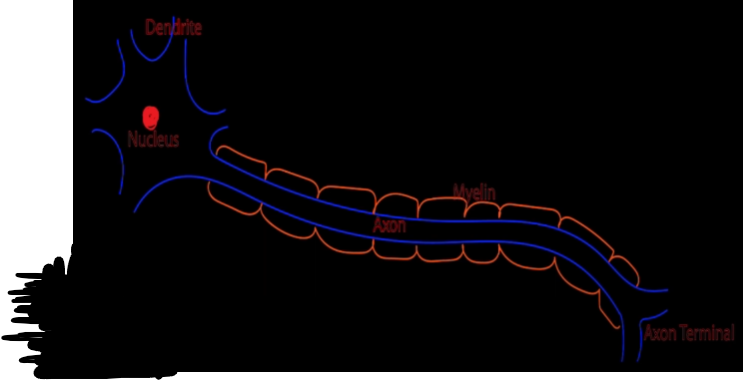 Dendrite
Nucleus
Myelin
Axon
Axon Terminal